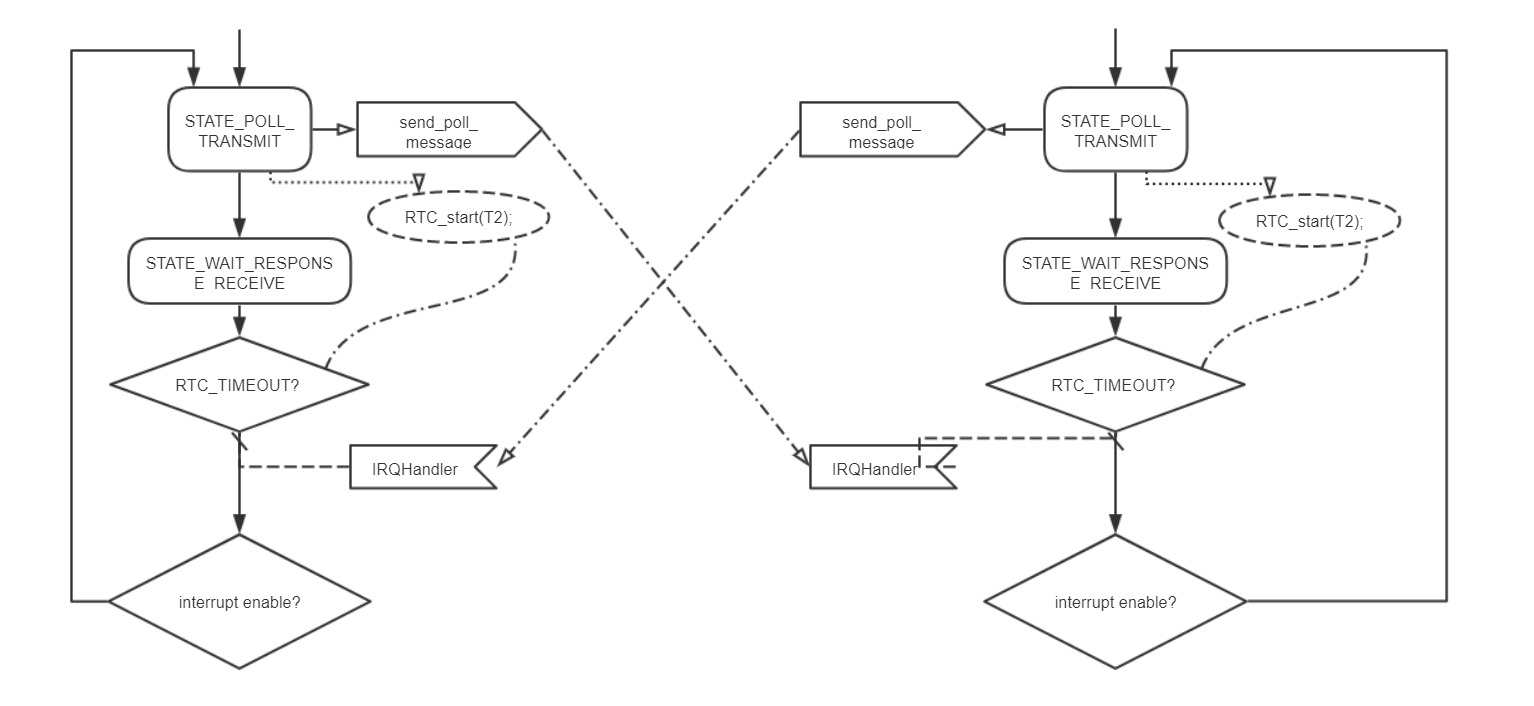 STATE_POLL_
TRANSMIT
send_poll_
message
RTC_start(T2);
STATE_WAIT_RESPONS
E RECEIVE
RTC_TIMEOUT?
IRQHandler
interrupt enable?
send_poll_
message
STATE_POLL_
TRANSMIT
RTC_start(T2);
STATE_WAIT_RESPONS
E RECEIVE
RTC_TIMEOUT?
IRQHandler
interrupt enable?